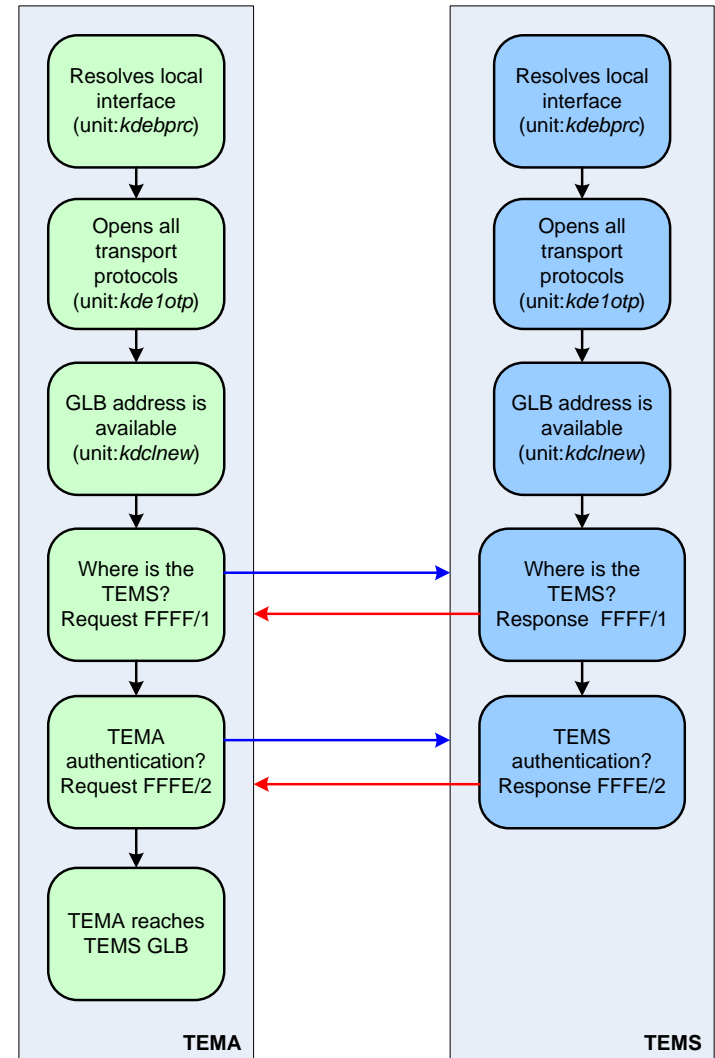 Resolves local
interface
(unit:kdebprc)
Opens all
transport
protocols
(unit:kde1otp)
GLB address is
available
(unit:kdclnew)
Where is the
TEMS?
Request FFFF/1
TEMA
authentication?
Request FFFE/2
TEMA reaches
TEMS GLB
TEMA
Resolves local
interface
(unit:kdebprc)
Opens all
transport
protocols
(unit:kde1otp)
GLB address is
available
(unit:kdclnew)
Where is the
TEMS?
Response FFFF/1
TEMS
authentication?
Response FFFE/2
TEMS